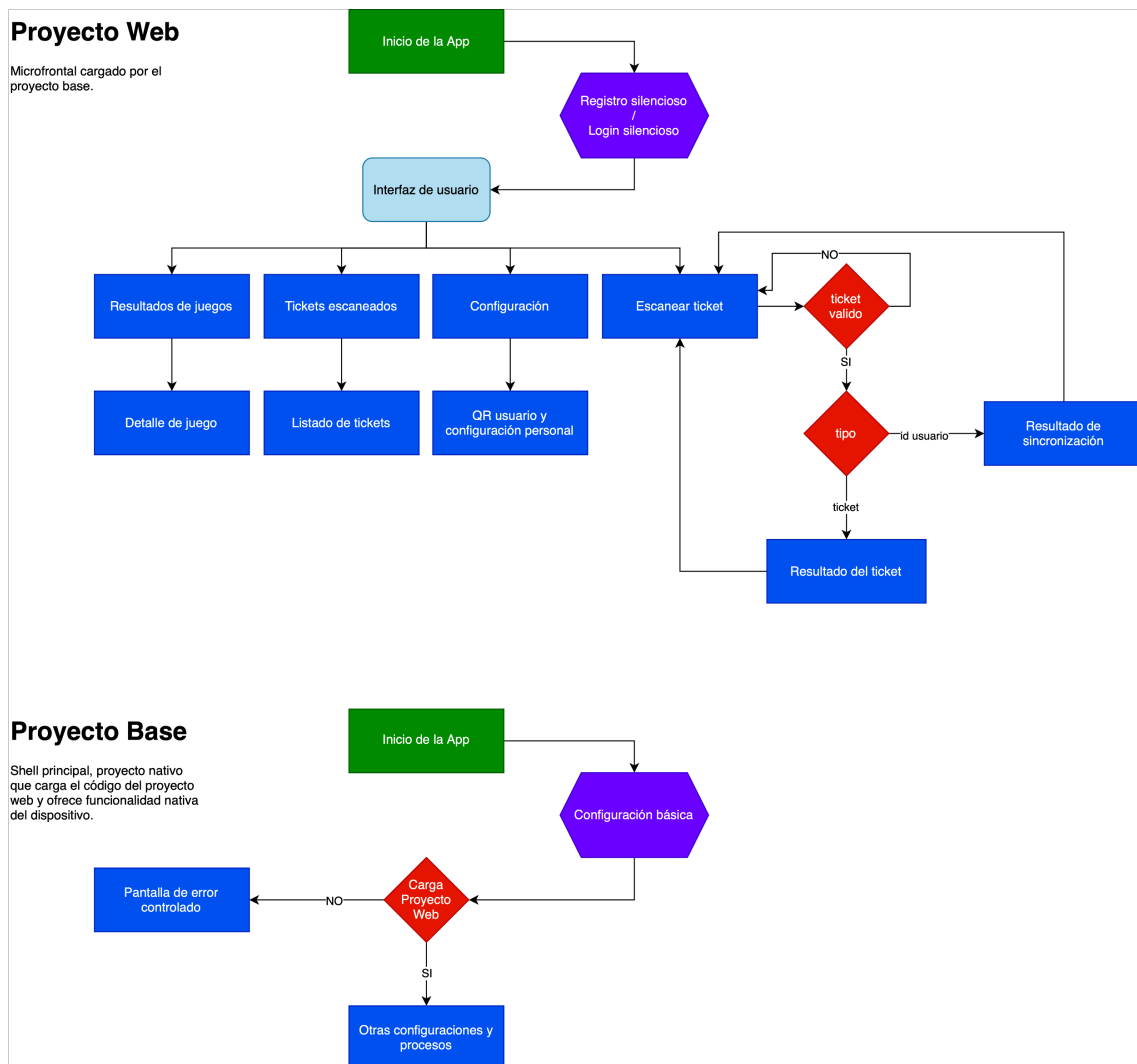 Proyecto Web
Microfrontal cargado por el
proyecto base.
Inicio de la App
Registro silencioso
/
Login silencioso
Interfaz de usuario
Resultados de juegos
Tickets escaneados
Configuración
Escanear ticket
NO
ticket
valido
SI
Detalle de juego
Listado de tickets
QR usuario y
configuración personal
tipo
id usuario
Resultado de
sincronización
ticket
Resultado del ticket
Proyecto Base
Shell principal, proyecto nativo
que carga el código del proyecto
web y ofrece funcionalidad nativa
del dispositivo.
Inicio de la App
Configuración básica
Carga
Proyecto
Web
NO
Pantalla de error
controlado
SI
Otras configuraciones y
procesos